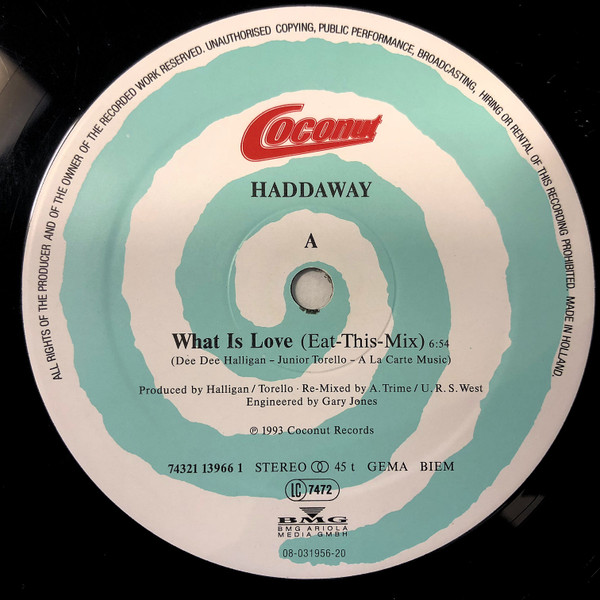 ALL RIGHTS OF THE PRODUCER AND OF THE OWNER OF THE RECORDED WORK RESERVED. UNAUTHORISED COPYING, PUBLIC PERFORMANCE, BROADCASTING, HIRING OR RENTAL OF THIS RECORDING PROHIBITED. MADE IN HOLLAND.
Coconut
HADDAWAY
A
What Is Love (Eat-This-Mix) 6:54
(Dee Dee Halligan – Junior Torello – A La Carte Music)
Produced by Halligan / Torello · Re-Mixed by A. Trime / U. R. S. West
Engineered by Gary Jones
℗ 1993 Coconut Records
74321 13966 1 STEREO 45 t GEMA BIEM
LC 7472
BMG
BMG ARIOLA
MEDIA GMBH
08-031956-20